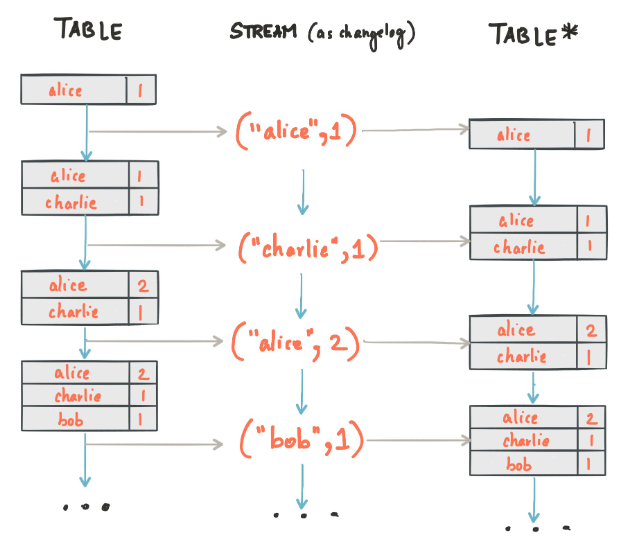 TABLE
alice 1
alice 1
charlie 1
alice 2
charlie 1
alice 2
charlie 1
bob 1
...
STREAM (as changelog)
("alice",1)
("charlie",1)
("alice",2)
("bob",1)
...
TABLE*
alice 1
alice 1
charlie 1
alice 2
charlie 1
alice 2
charlie 1
bob 1
...